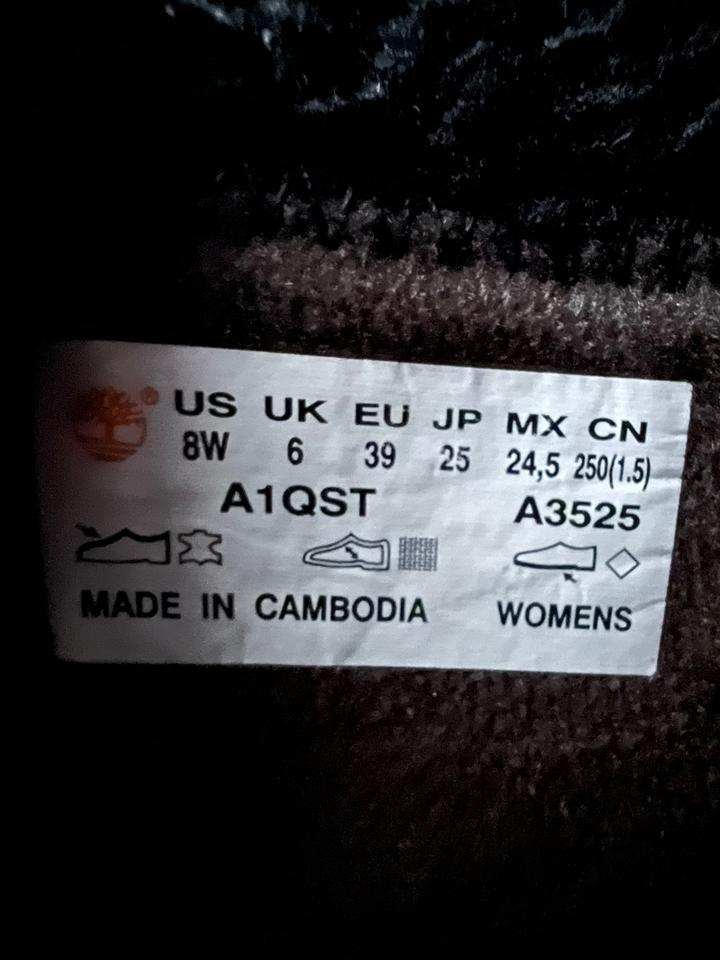 US UK EU JP MX CN
8W 6 39 25 24,5 250(1.5)
A1QST A3525
MADE IN CAMBODIA WOMENS